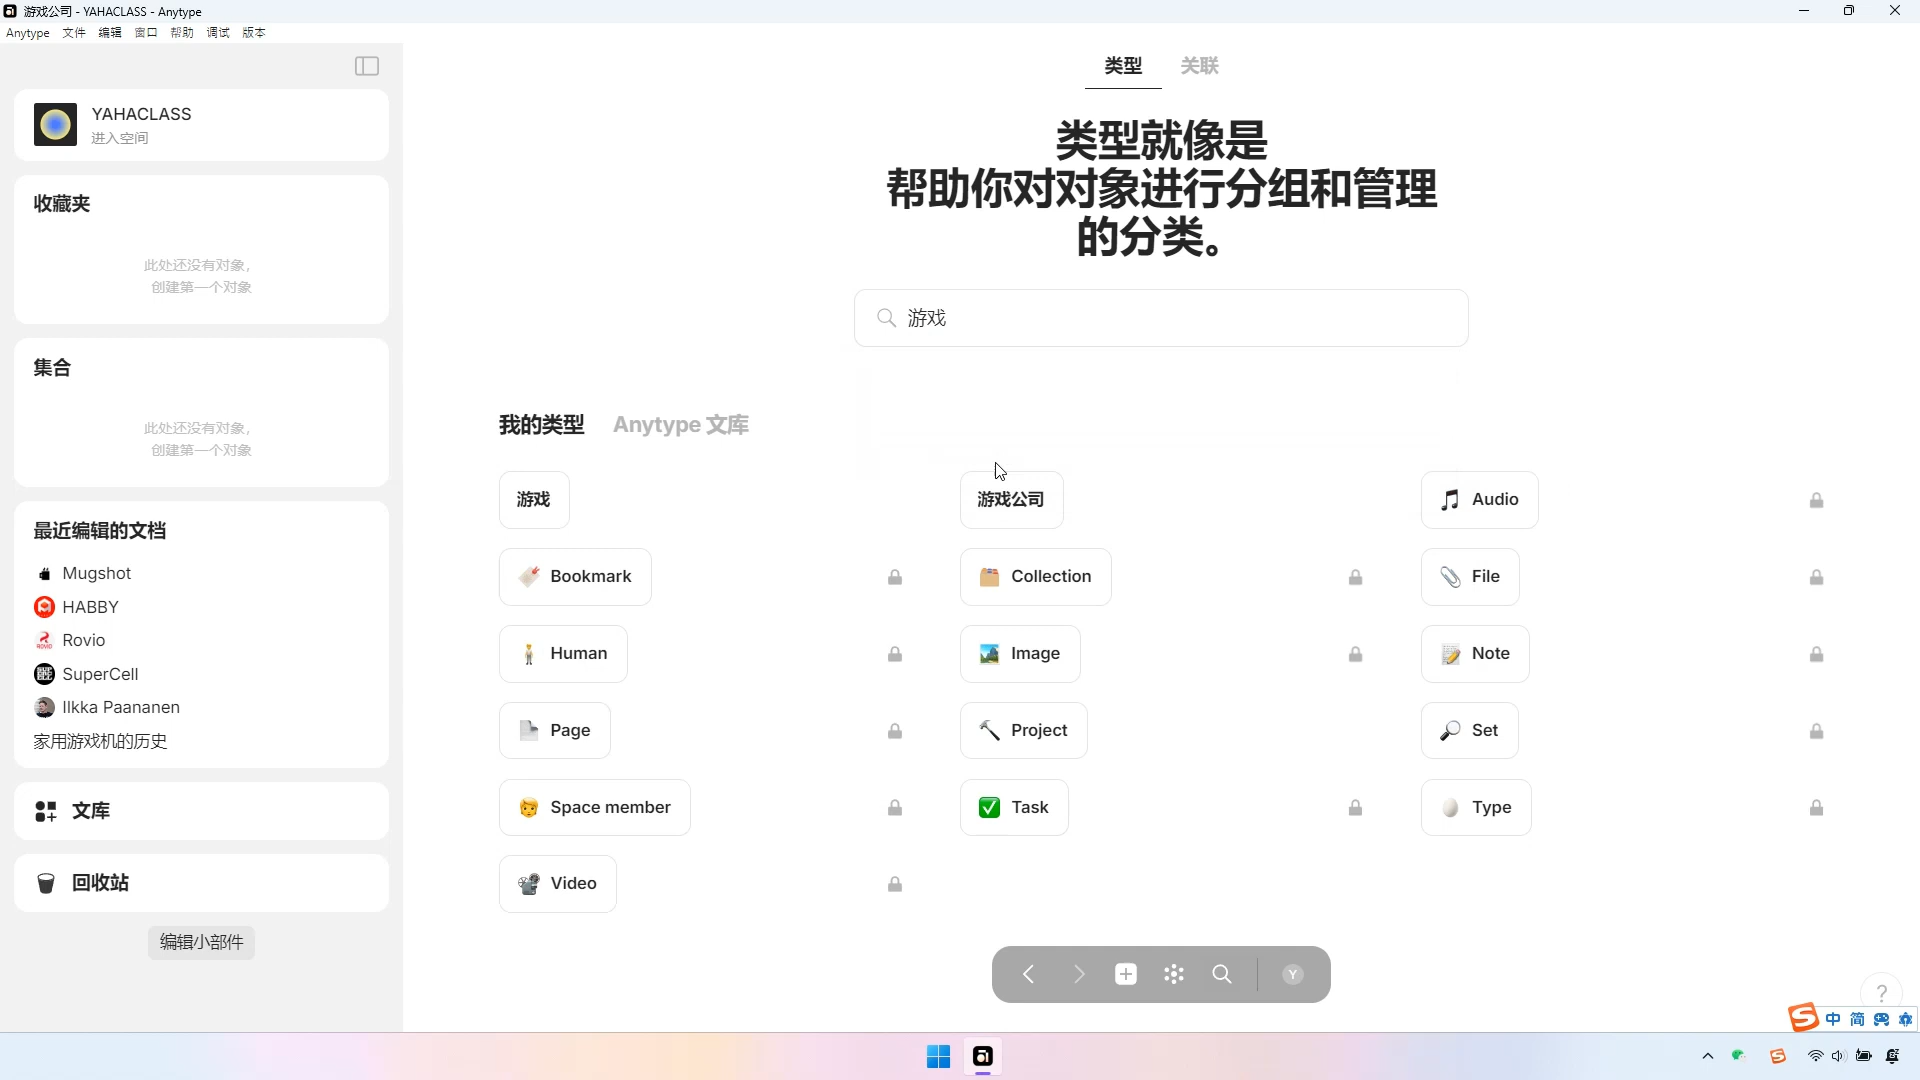 游戏公司 - YAHACLASS - Anytype
Anytype 文件 编辑 窗口 帮助 调试 版本
YAHACLASS
进入空间
收藏夹
此处还没有对象，
创建第一个对象
集合
此处还没有对象，
创建第一个对象
最近编辑的文档
Mugshot
HABBY
Rovio
SuperCell
Ilkka Paananen
家用游戏机的历史
文库
回收站
编辑小部件
类型 关联
类型就像是
帮助你对对象进行分组和管理
的分类。
游戏
我的类型 Anytype 文库
游戏 游戏公司 Audio
Bookmark Collection File
Human Image Note
Page Project Set
Space member Task Type
Video
Y
?
中 简